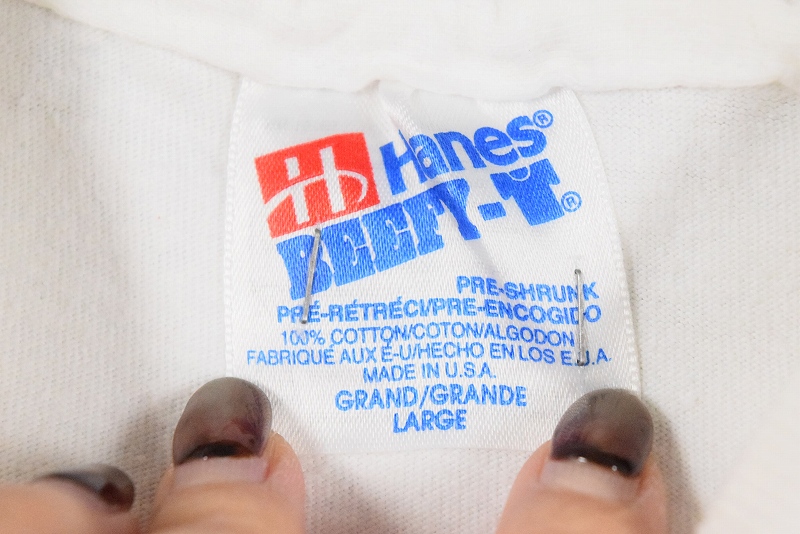 H Hanes®
BEEFY-T®
PRE-SHRUNK
PRÉ-RÉTRÉCI/PRE-ENCOGIDO
100% COTTON/COTON/ALGODON
FABRIQUÉ AUX É-U/HECHO EN LOS E.U.A.
MADE IN U.S.A.
GRAND/GRANDE
LARGE